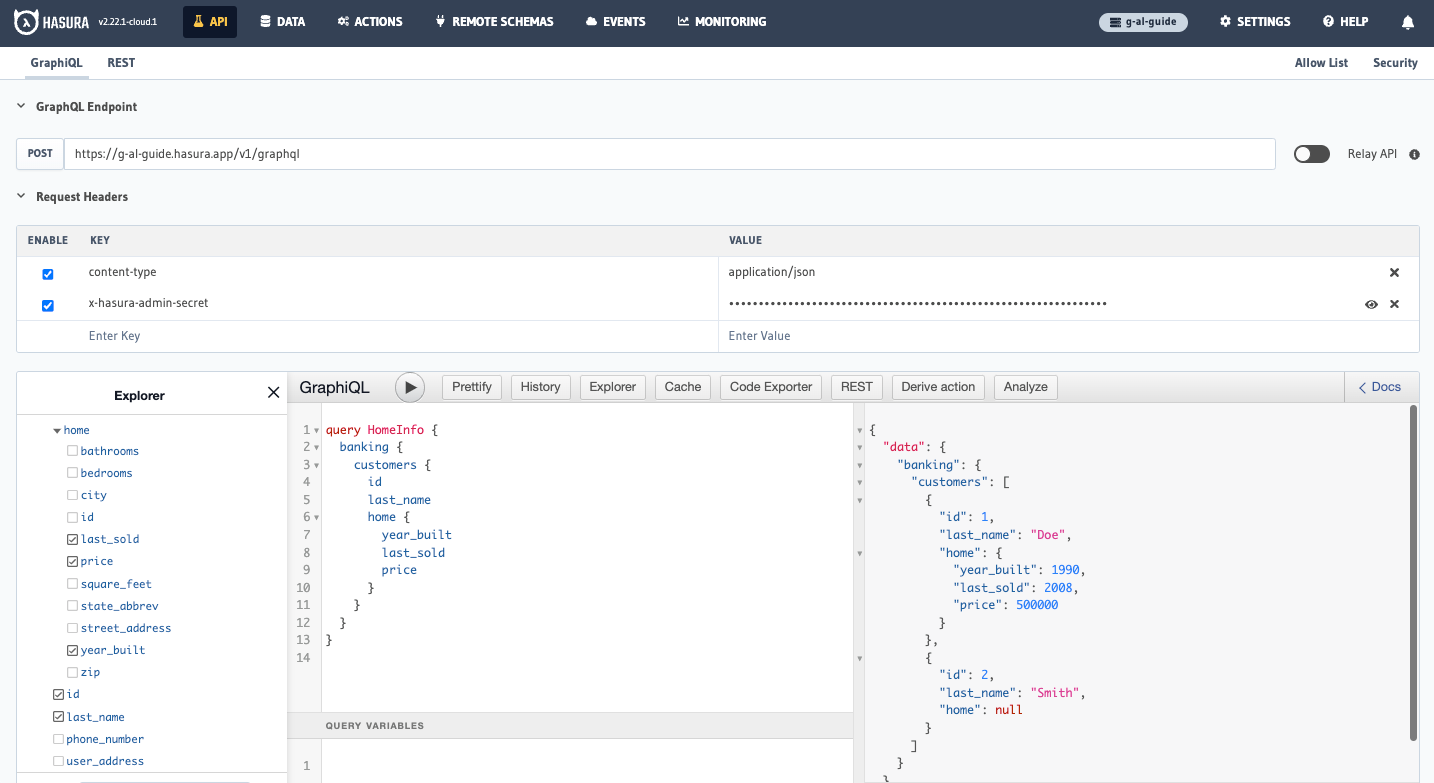 HASURA v2.22.1-cloud.1 API DATA ACTIONS REMOTE SCHEMAS EVENTS MONITORING g-al-guide SETTINGS HELP
GraphiQL REST Allow List Security
GraphQL Endpoint
POST https://g-al-guide.hasura.app/v1/graphql Relay API
Request Headers
ENABLE KEY VALUE
content-type application/json
x-hasura-admin-secret ••••••••••••••••••••••••••••••••••••••••••••••••••••••••••••••••
Enter Key Enter Value
Explorer
home
bathrooms
bedrooms
city
id
last_sold
price
square_feet
state_abbrev
street_address
year_built
zip
id
last_name
phone_number
user_address
GraphiQL Prettify History Explorer Cache Code Exporter REST Derive action Analyze Docs
1 query HomeInfo {
2 banking {
3 customers {
4 id
5 last_name
6 home {
7 year_built
8 last_sold
9 price
10 }
11 }
12 }
13 }
14
QUERY VARIABLES
1
{
"data": {
"banking": {
"customers": [
{
"id": 1,
"last_name": "Doe",
"home": {
"year_built": 1990,
"last_sold": 2008,
"price": 500000
}
},
{
"id": 2,
"last_name": "Smith",
"home": null
}
]
}
}